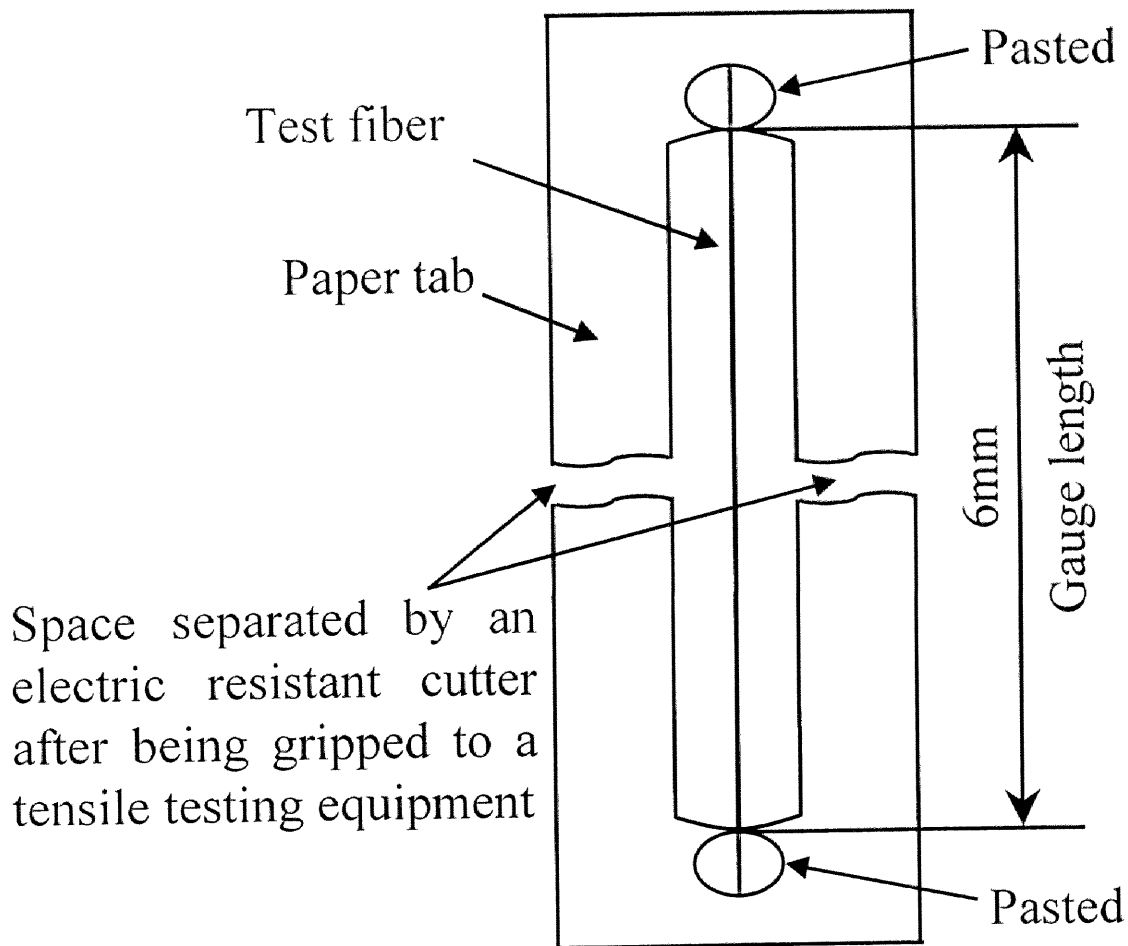 Pasted
Test fiber
Paper tab
6mm
Gauge length
Space separated by an
electric resistant cutter
after being gripped to a
tensile testing equipment
Pasted